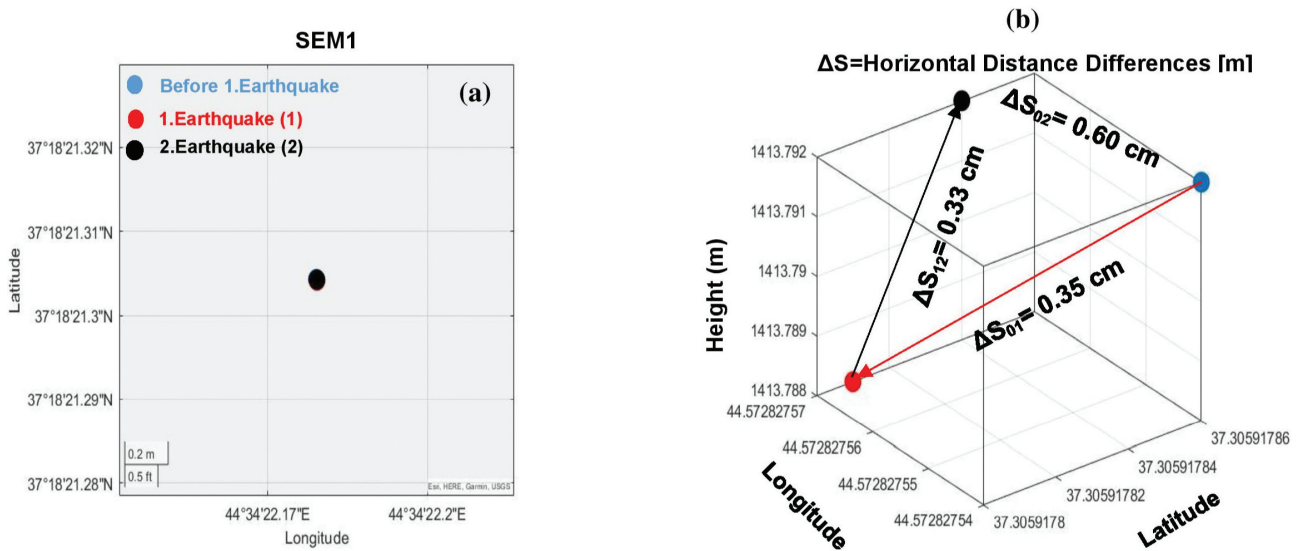 SEM1
(a)
Before 1.Earthquake
1.Earthquake (1)
2.Earthquake (2)
37°18'21.32"N
37°18'21.31"N
37°18'21.3"N
37°18'21.29"N
37°18'21.28"N
Latitude
0.2 m
0.5 ft
Esri, HERE, Garmin, USGS
44°34'22.17"E
44°34'22.2"E
Longitude
(b)
ΔS=Horizontal Distance Differences [m]
ΔS02= 0.60 cm
ΔS12= 0.33 cm
ΔS01= 0.35 cm
1413.792
1413.791
1413.79
1413.789
1413.788
Height (m)
44.57282757
44.57282756
44.57282755
44.57282754
Longitude
37.3059178
37.30591782
37.30591784
37.30591786
Latitude